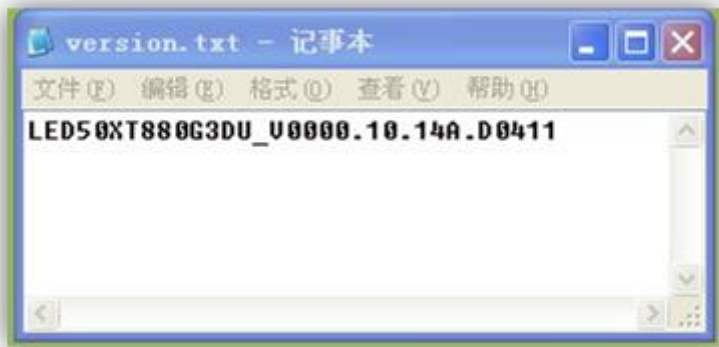 version.txt - 记事本
文件(F) 编辑(E) 格式(O) 查看(V) 帮助(H)
LED50XT880G3DU_V0000.10.14A.D0411